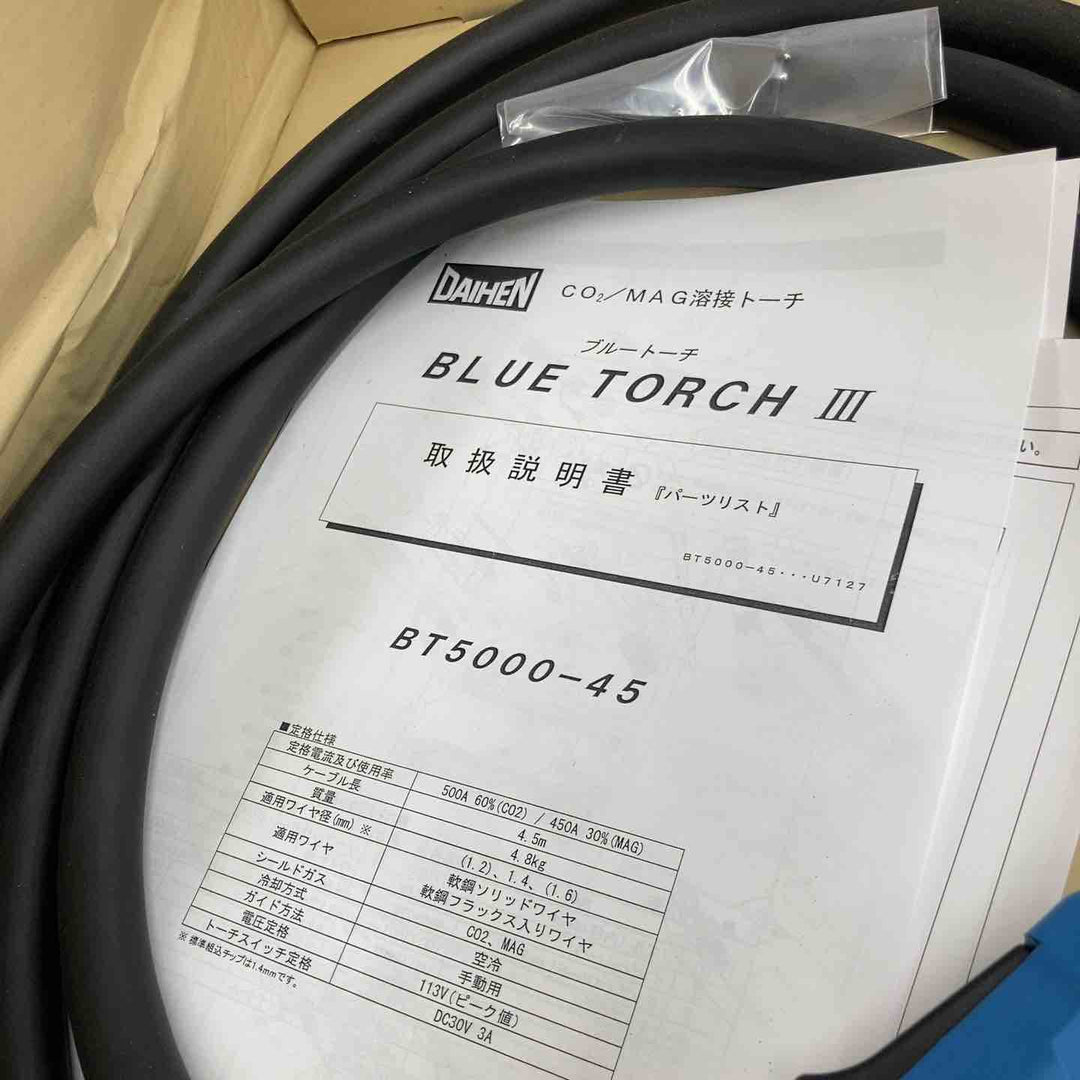 DAIHEN CO₂/MAG溶接トーチ
ブルートーチ
BLUE TORCH Ⅲ
取扱説明書 『パーツリスト』
BT5000-45・・・U7127
BT5000-45
■定格仕様
定格電流及び使用率 500A 60%(CO2) / 450A 30%(MAG)
ケーブル長 4.5m
質量 4.8kg
適用ワイヤ径(mm) ※ (1.2)、1.4、(1.6)
適用ワイヤ 軟鋼ソリッドワイヤ
軟鋼フラックス入りワイヤ
シールドガス CO2、MAG
冷却方式 空冷
ガイド方法 手動用
電圧定格 113V(ピーク値)
トーチスイッチ定格 DC30V 3A
※ 標準組込チップは1.4mmです。
い。